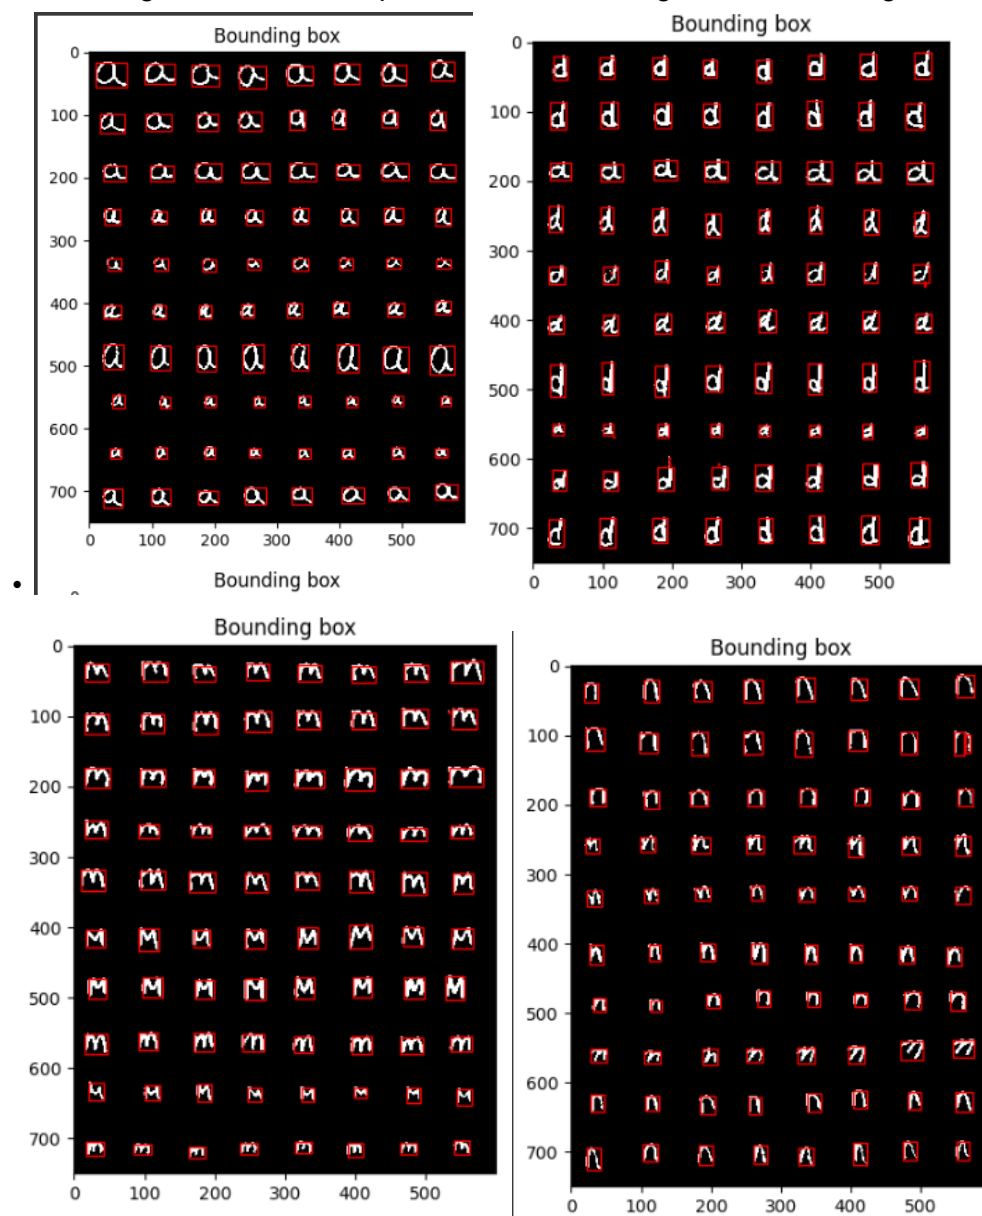 Bounding box
0
a a a a a a a a
100 a a a a a a a a
200 a a a a a a a a
a a a a a a a a
300
a a a a a a a a
400 a a a a a a a a
500 a a a a a a a a
a a a a a a a a
600
a a a a a a a a
700 a a a a a a a a
0 100 200 300 400 500
Bounding box
Bounding box
0
d d d d d d d d
100 d d d d d d d d
200 d d d d d d d d
d d d d d d d d
300
d d d d d d d d
400 d d d d d d d d
500 d d d d d d d d
d d d d d d d d
600
d d d d d d d d
700 d d d d d d d d
0 100 200 300 400 500
Bounding box
0
m m m m m m m m
100 m m m m m m m m
200 m m m m m m m m
m m m m m m m m
300
m m m m m m m m
400 m m m m m m m m
500 m m m m m m m m
m m m m m m m m
600
m m m m m m m m
700 m m m m m m m m
0 100 200 300 400 500
Bounding box
0
n n n n n n n n
100 n n n n n n n n
200 n n n n n n n n
n n n n n n n n
300
n n n n n n n n
400 n n n n n n n n
500 n n n n n n n n
n n n n n n n n
600
n n n n n n n n
700 n n n n n n n n
0 100 200 300 400 500